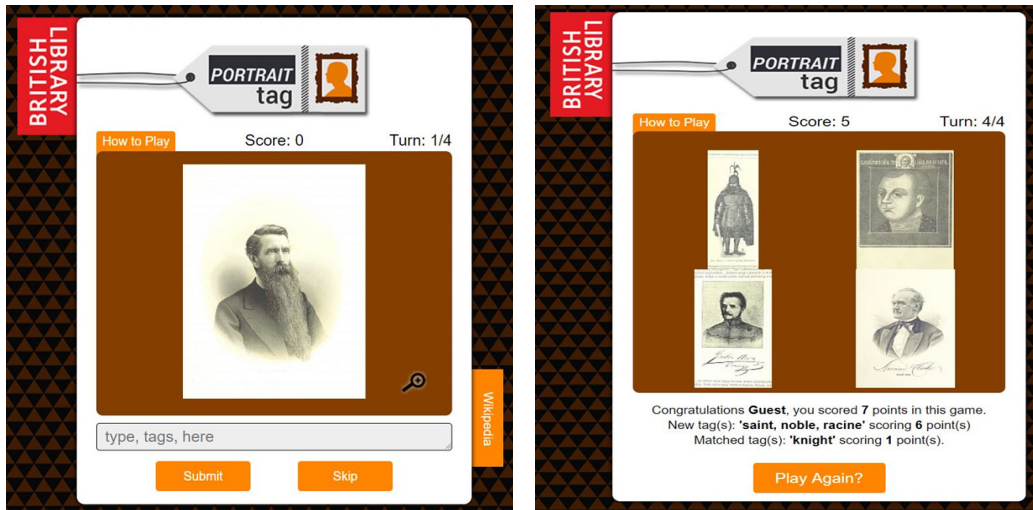 BRITISH
LIBRARY
PORTRAIT
tag
How to Play
Score: 0
Turn: 1/4
type, tags, here
Submit
Skip
Wikipedia
BRITISH
LIBRARY
PORTRAIT
tag
How to Play
Score: 5
Turn: 4/4
Congratulations Guest, you scored 7 points in this game.
New tag(s): 'saint, noble, racine' scoring 6 point(s)
Matched tag(s): 'knight' scoring 1 point(s).
Play Again?